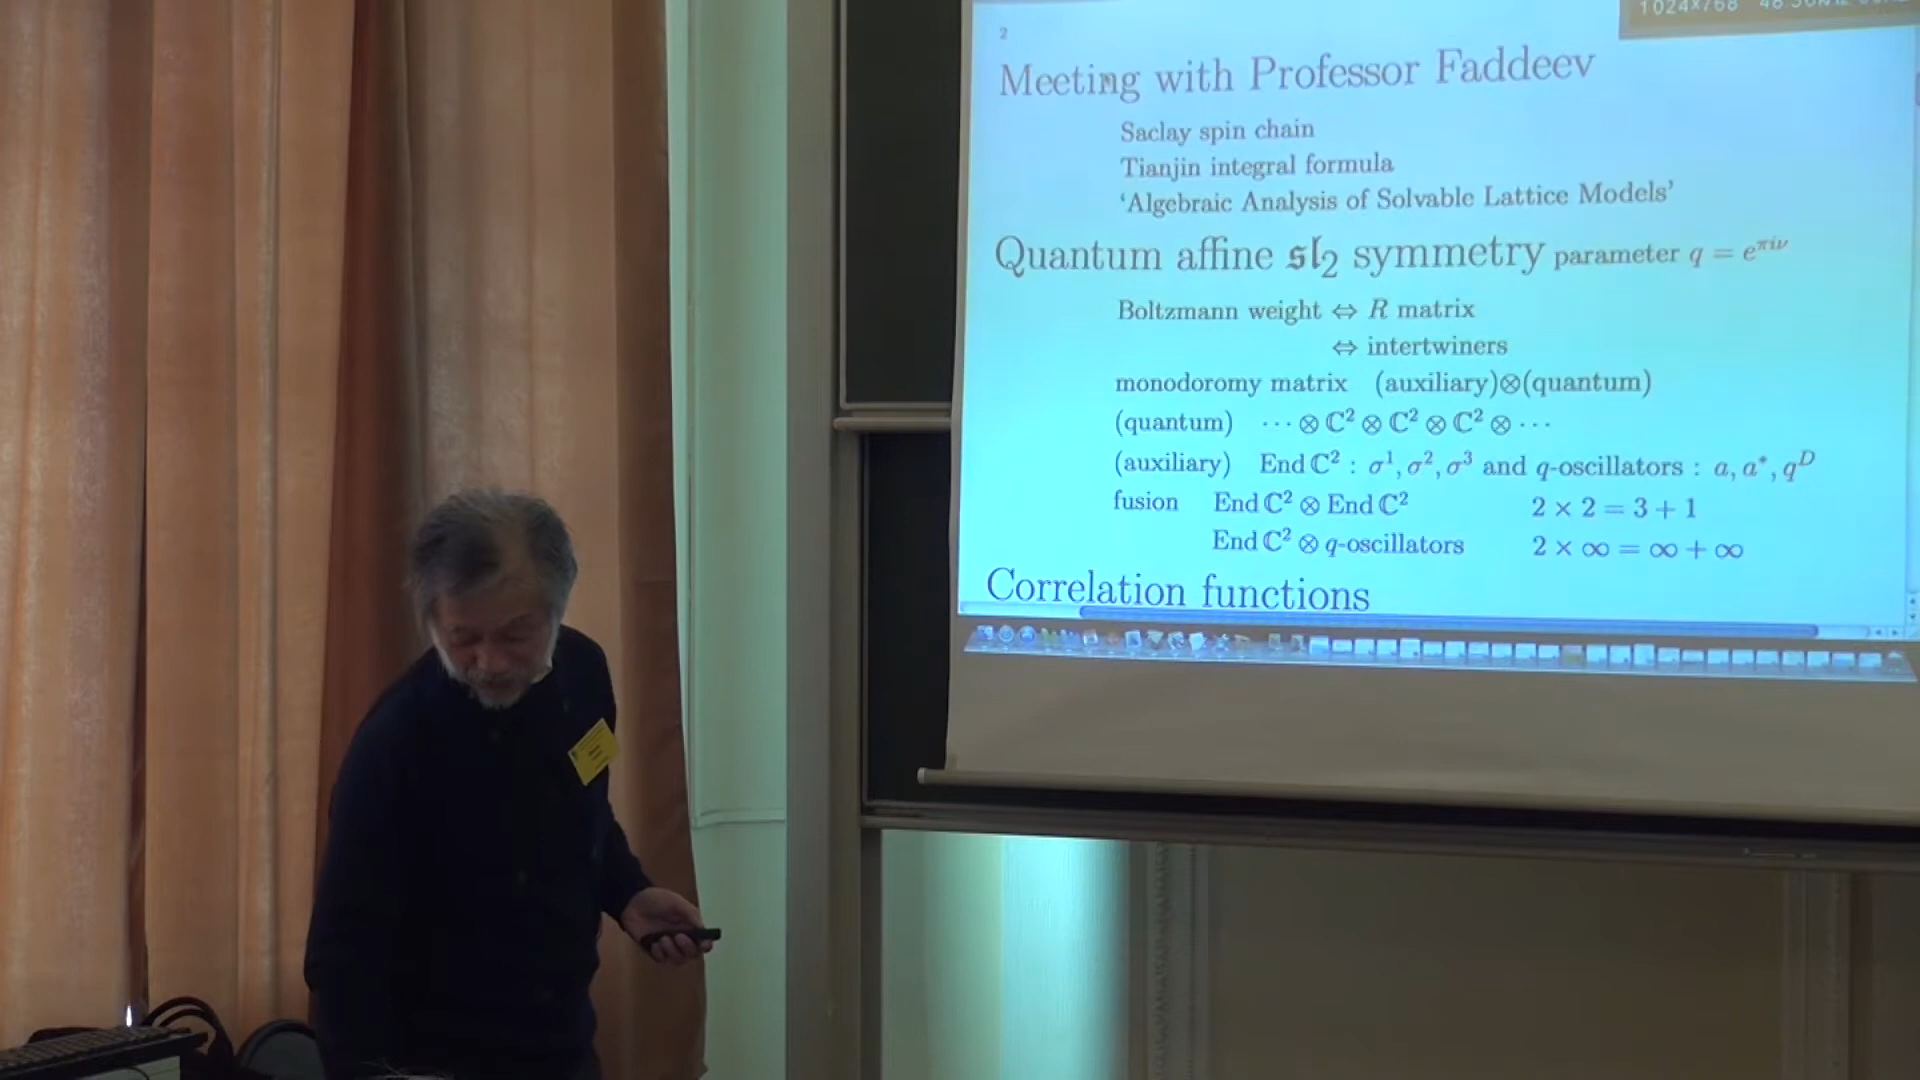 1024x768
2
Meeting with Professor Faddeev
Saclay spin chain
Tianjin integral formula
‘Algebraic Analysis of Solvable Lattice Models’
Quantum affine 𝔰𝔩₂ symmetry parameter q = e^{πiν}
Boltzmann weight ⇔ R matrix
⇔ intertwiners
monodoromy matrix (auxiliary)⊗(quantum)
(quantum) ··· ⊗ ℂ² ⊗ ℂ² ⊗ ℂ² ⊗ ···
(auxiliary) End ℂ² : σ¹, σ², σ³ and q-oscillators : a, a*, q^D
fusion End ℂ² ⊗ End ℂ² 2 × 2 = 3 + 1
End ℂ² ⊗ q-oscillators 2 × ∞ = ∞ + ∞
Correlation functions